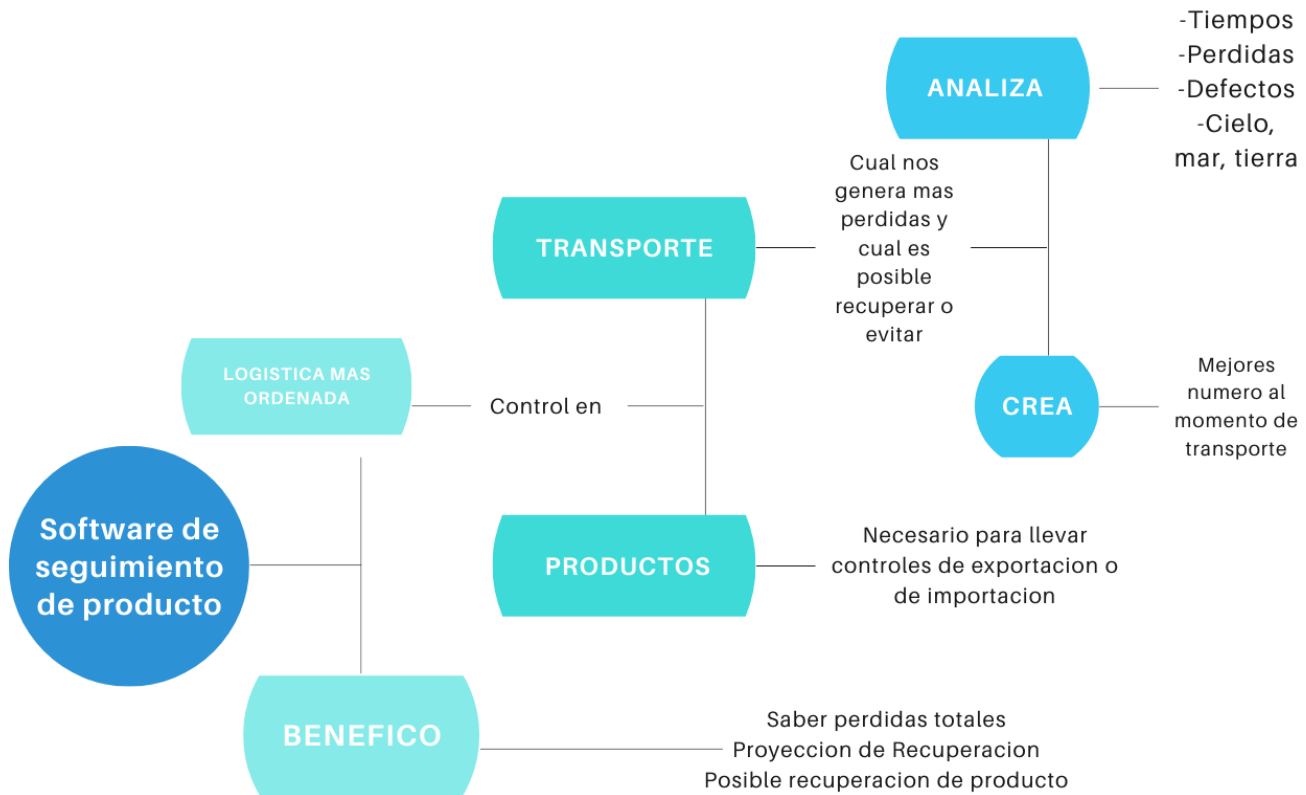 -Tiempos
-Perdidas
-Defectos
-Cielo,
mar, tierra
ANALIZA
Cual nos
genera mas
perdidas y
cual es
posible
recuperar o
evitar
TRANSPORTE
LOGISTICA MAS
ORDENADA
Control en
CREA
Mejores
numero al
momento de
transporte
Software de
seguimiento
de producto
PRODUCTOS
Necesario para llevar
controles de exportacion o
de importacion
BENEFICO
Saber perdidas totales
Proyeccion de Recuperacion
Posible recuperacion de producto